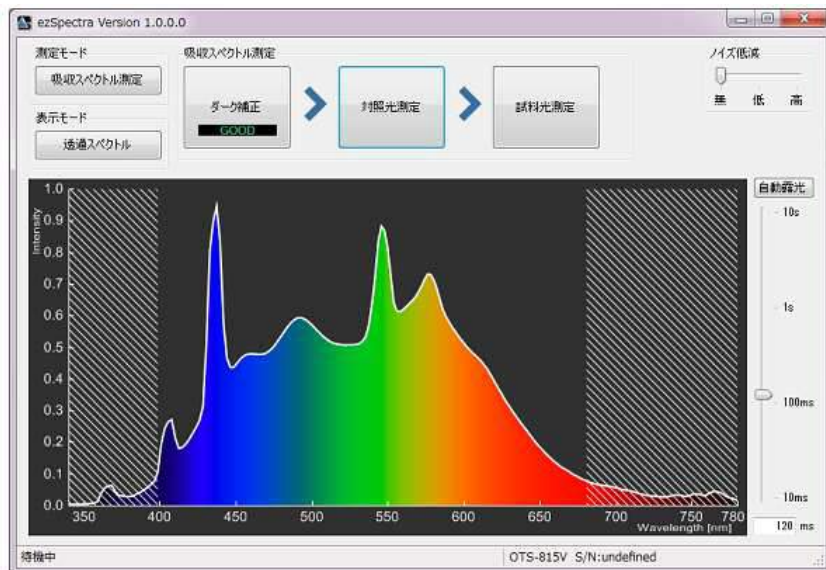 ezSpectra Version 1.0.0.0
測定モード
吸収スペクトル測定
表示モード
透過スペクトル
吸収スペクトル測定
ダーク補正
GOOD
対照光測定
試料光測定
ノイズ低減
無 低 高
自動露光
10s
1s
100ms
10ms
120 ms
Intensity
1.0
0.9
0.8
0.7
0.6
0.5
0.4
0.3
0.2
0.1
0.0
350 400 450 500 550 600 650 700 750 780
Wavelength [nm]
待機中
OTS-815V S/N:undefined